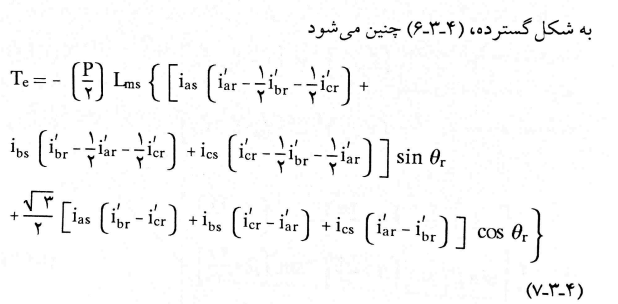 به شکل گسترده، (۴-۳-۶) چنین می‌شود
Te = - (P/۲) Lms { [ ias ( i′ar - ۱/۲ i′br - ۱/۲ i′cr ) +
ibs ( i′br - ۱/۲ i′ar - ۱/۲ i′cr ) + ics ( i′cr - ۱/۲ i′br - ۱/۲ i′ar ) ] sin θr
+ √۳/۲ [ ias ( i′br - i′cr ) + ibs ( i′cr - i′ar ) + ics ( i′ar - i′br ) ] cos θr }
(۴-۳-۷)